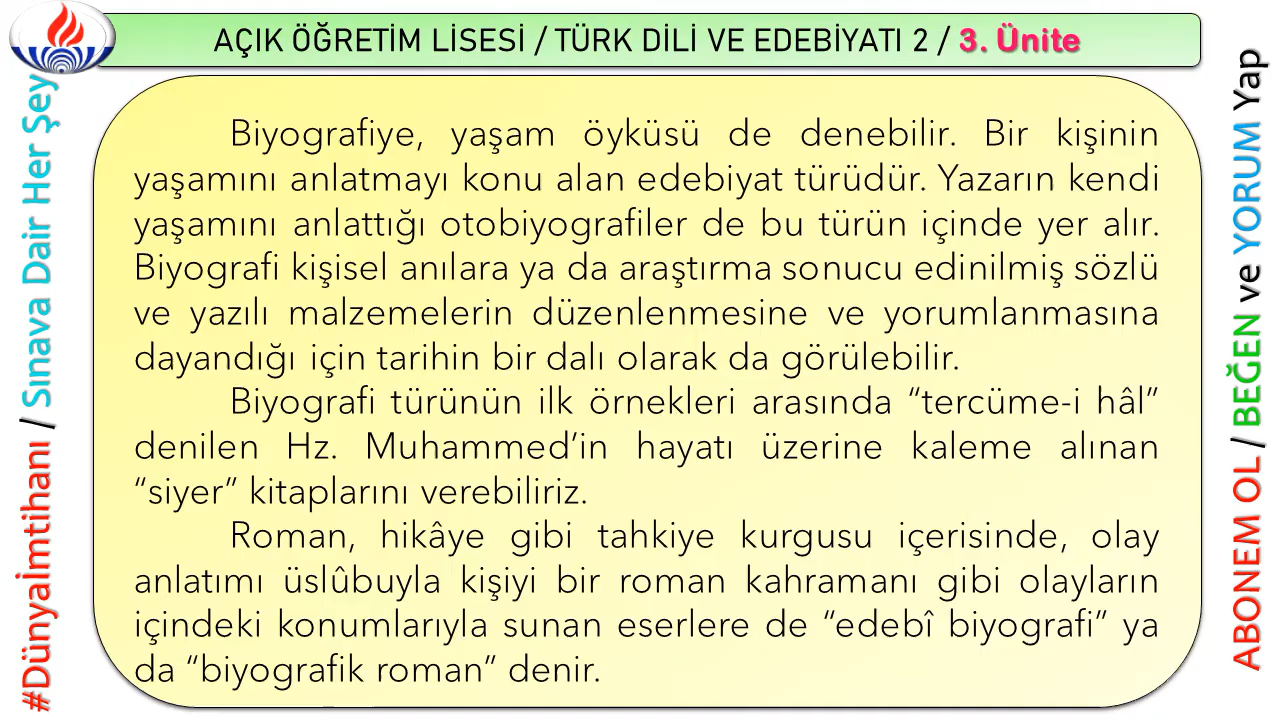 AÇIK ÖĞRETİM LİSESİ / TÜRK DİLİ VE EDEBİYATI 2 / 3. Ünite
#Dünyaİmtihanı / Sınava Dair Her Şey
Biyografiye, yaşam öyküsü de denebilir. Bir kişinin
yaşamını anlatmayı konu alan edebiyat türüdür. Yazarın kendi
yaşamını anlattığı otobiyografiler de bu türün içinde yer alır.
Biyografi kişisel anılara ya da araştırma sonucu edinilmiş sözlü
ve yazılı malzemelerin düzenlenmesine ve yorumlanmasına
dayandığı için tarihin bir dalı olarak da görülebilir.
Biyografi türünün ilk örnekleri arasında “tercüme-i hâl”
denilen Hz. Muhammed’in hayatı üzerine kaleme alınan
“siyer” kitaplarını verebiliriz.
Roman, hikâye gibi tahkiye kurgusu içerisinde, olay
anlatımı üslûbuyla kişiyi bir roman kahramanı gibi olayların
içindeki konumlarıyla sunan eserlere de “edebî biyografi” ya
da “biyografik roman” denir.
ABONEM OL / BEĞEN ve YORUM Yap